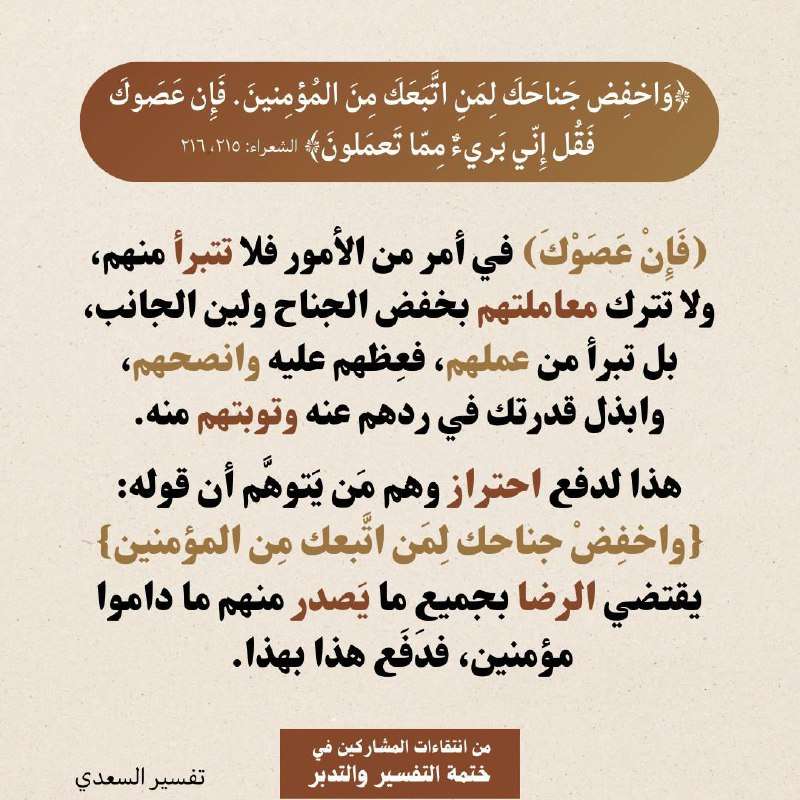 ﴿وَاخفِض جَناحَكَ لِمَنِ اتَّبَعَكَ مِنَ المُؤمِنينَ. فَإِن عَصَوكَ
فَقُل إِنّي بَريءٌ مِمّا تَعمَلونَ﴾ الشعراء: ٢١٥، ٢١٦
(فَإِنْ عَصَوْكَ) في أمر من الأمور فلا تتبرأ منهم،
ولا تترك معاملتهم بخفض الجناح ولين الجانب،
بل تبرأ من عملهم، فعِظهم عليه وانصحهم،
وابذل قدرتك في ردهم عنه وتوبتهم منه.
هذا لدفع احتراز وهم مَن يَتوهَّم أن قوله:
{واخفِضْ جناحك لِمَن اتَّبعك مِن المؤمنين}
يقتضي الرضا بجميع ما يَصدر منهم ما داموا
مؤمنين، فدَفَع هذا بهذا.
من انتقاءات المشاركين في
ختمة التفسير والتدبر
تفسير السعدي